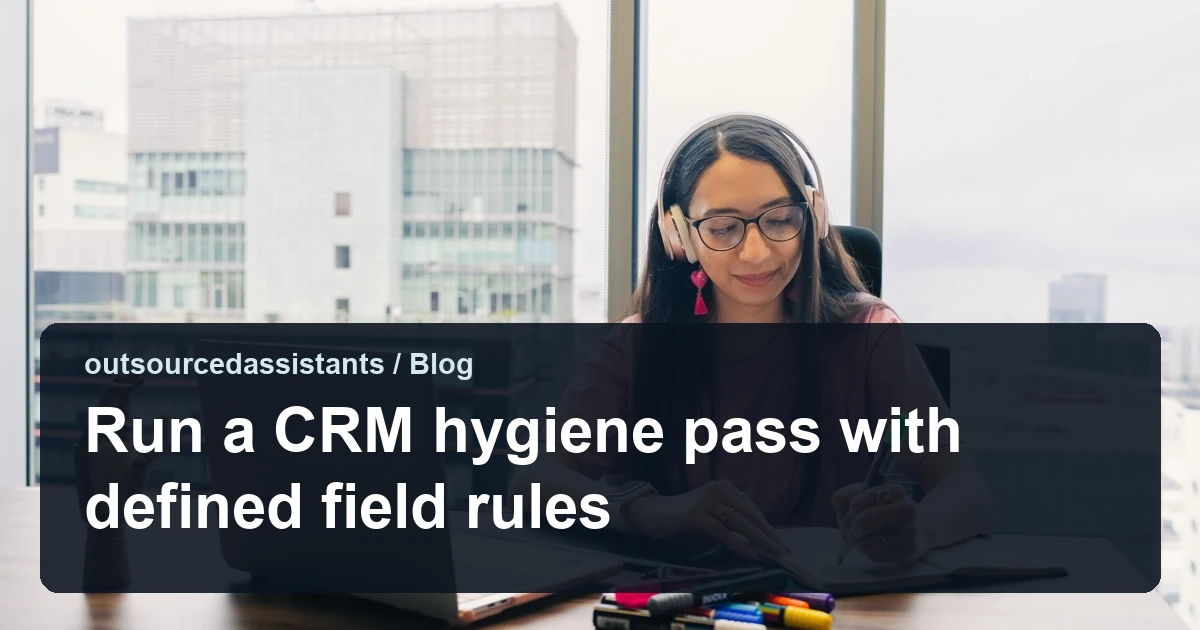 outsourcedassistants / Blog
Run a CRM hygiene pass with
defined field rules